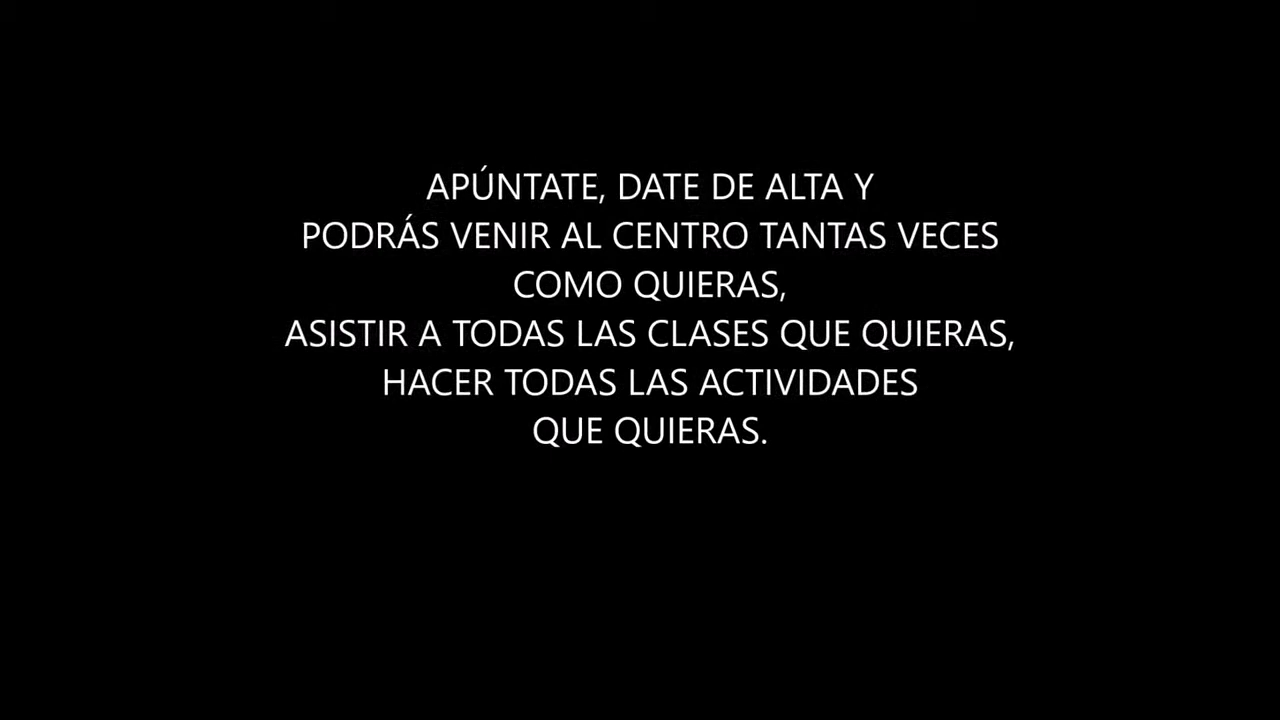 APÚNTATE, DATE DE ALTA Y
PODRÁS VENIR AL CENTRO TANTAS VECES
COMO QUIERAS,
ASISTIR A TODAS LAS CLASES QUE QUIERAS,
HACER TODAS LAS ACTIVIDADES
QUE QUIERAS.